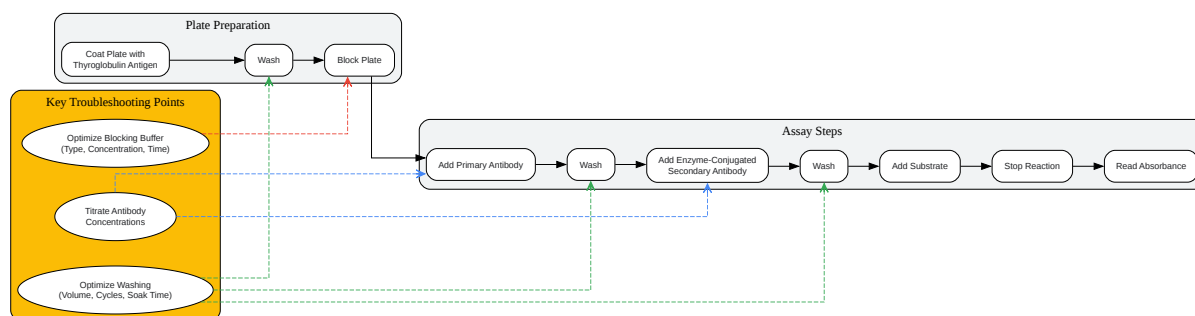 Plate Preparation
Coat Plate with
Thyroglobulin Antigen
Wash
Block Plate
Key Troubleshooting Points
Optimize Blocking Buffer
(Type, Concentration, Time)
Titrate Antibody
Concentrations
Optimize Washing
(Volume, Cycles, Soak Time)
Assay Steps
Add Primary Antibody
Wash
Add Enzyme-Conjugated
Secondary Antibody
Wash
Add Substrate
Stop Reaction
Read Absorbance